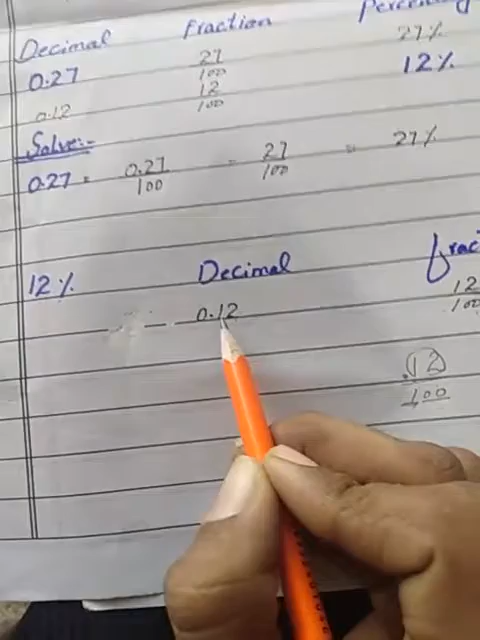 Decimal Fraction Percentag
0.27 27/100 27%
0.12 12/100 12%
Solve:-
0.27 = 0.27/100 = 27/100 = 27%
12% Decimal frac
0.12 12/100
.12/100